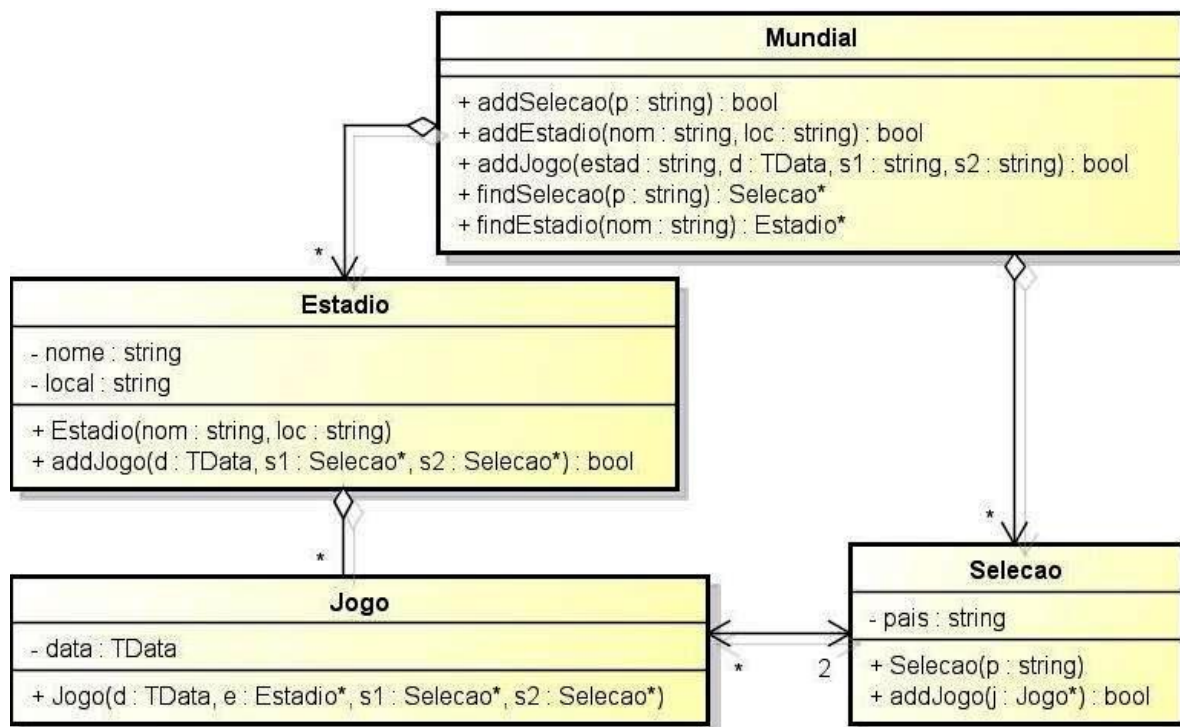 Mundial
+ addSelecao(p : string) : bool
+ addEstadio(nom : string, loc : string) : bool
+ addJogo(estad : string, d : TData, s1 : string, s2 : string) : bool
+ findSelecao(p : string) : Selecao*
+ findEstadio(nom : string) : Estadio*
*
Estadio
- nome : string
- local : string
+ Estadio(nom : string, loc : string)
+ addJogo(d : TData, s1 : Selecao*, s2 : Selecao*) : bool
*
*
Jogo
- data : TData
+ Jogo(d : TData, e : Estadio*, s1 : Selecao*, s2 : Selecao*)
* 2
Selecao
- pais : string
+ Selecao(p : string)
+ addJogo(j : Jogo*) : bool